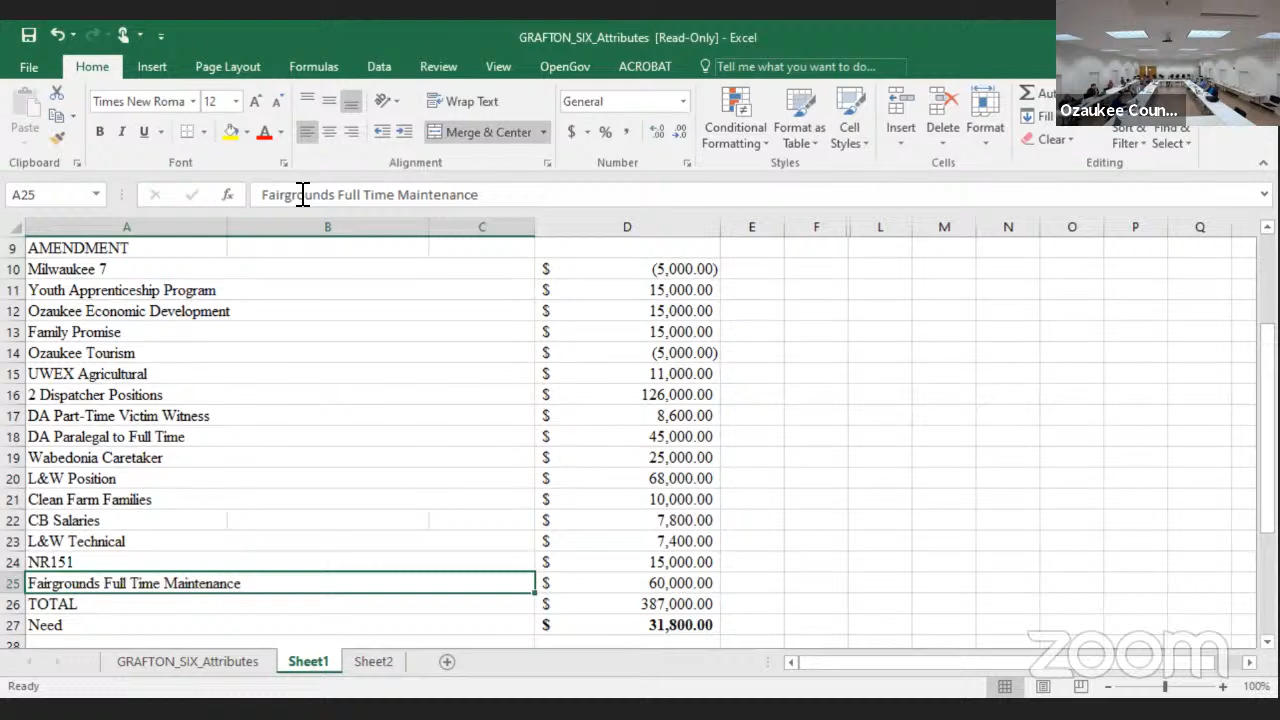 GRAFTON_SIX_Attributes [Read-Only] - Excel
File Home Insert Page Layout Formulas Data Review View OpenGov ACROBAT Tell me what you want to do...
Ozaukee Coun...
Times New Roma 12 Wrap Text General
Paste B I U Merge & Center $ % Conditional Formatting Format as Table Cell Styles Insert Delete Format Fill Clear Sort & Filter Find & Select
Clipboard Font Alignment Number Styles Cells Editing
A25 fx Fairgrounds Full Time Maintenance
A B C D E F L M N O P Q
9 AMENDMENT
10 Milwaukee 7 $ (5,000.00)
11 Youth Apprenticeship Program $ 15,000.00
12 Ozaukee Economic Development $ 15,000.00
13 Family Promise $ 15,000.00
14 Ozaukee Tourism $ (5,000.00)
15 UWEX Agricultural $ 11,000.00
16 2 Dispatcher Positions $ 126,000.00
17 DA Part-Time Victim Witness $ 8,600.00
18 DA Paralegal to Full Time $ 45,000.00
19 Wabedonia Caretaker $ 25,000.00
20 L&W Position $ 68,000.00
21 Clean Farm Families $ 10,000.00
22 CB Salaries $ 7,800.00
23 L&W Technical $ 7,400.00
24 NR151 $ 15,000.00
25 Fairgrounds Full Time Maintenance $ 60,000.00
26 TOTAL $ 387,000.00
27 Need $ 31,800.00
28
GRAFTON_SIX_Attributes Sheet1 Sheet2
zoom
Ready 100%